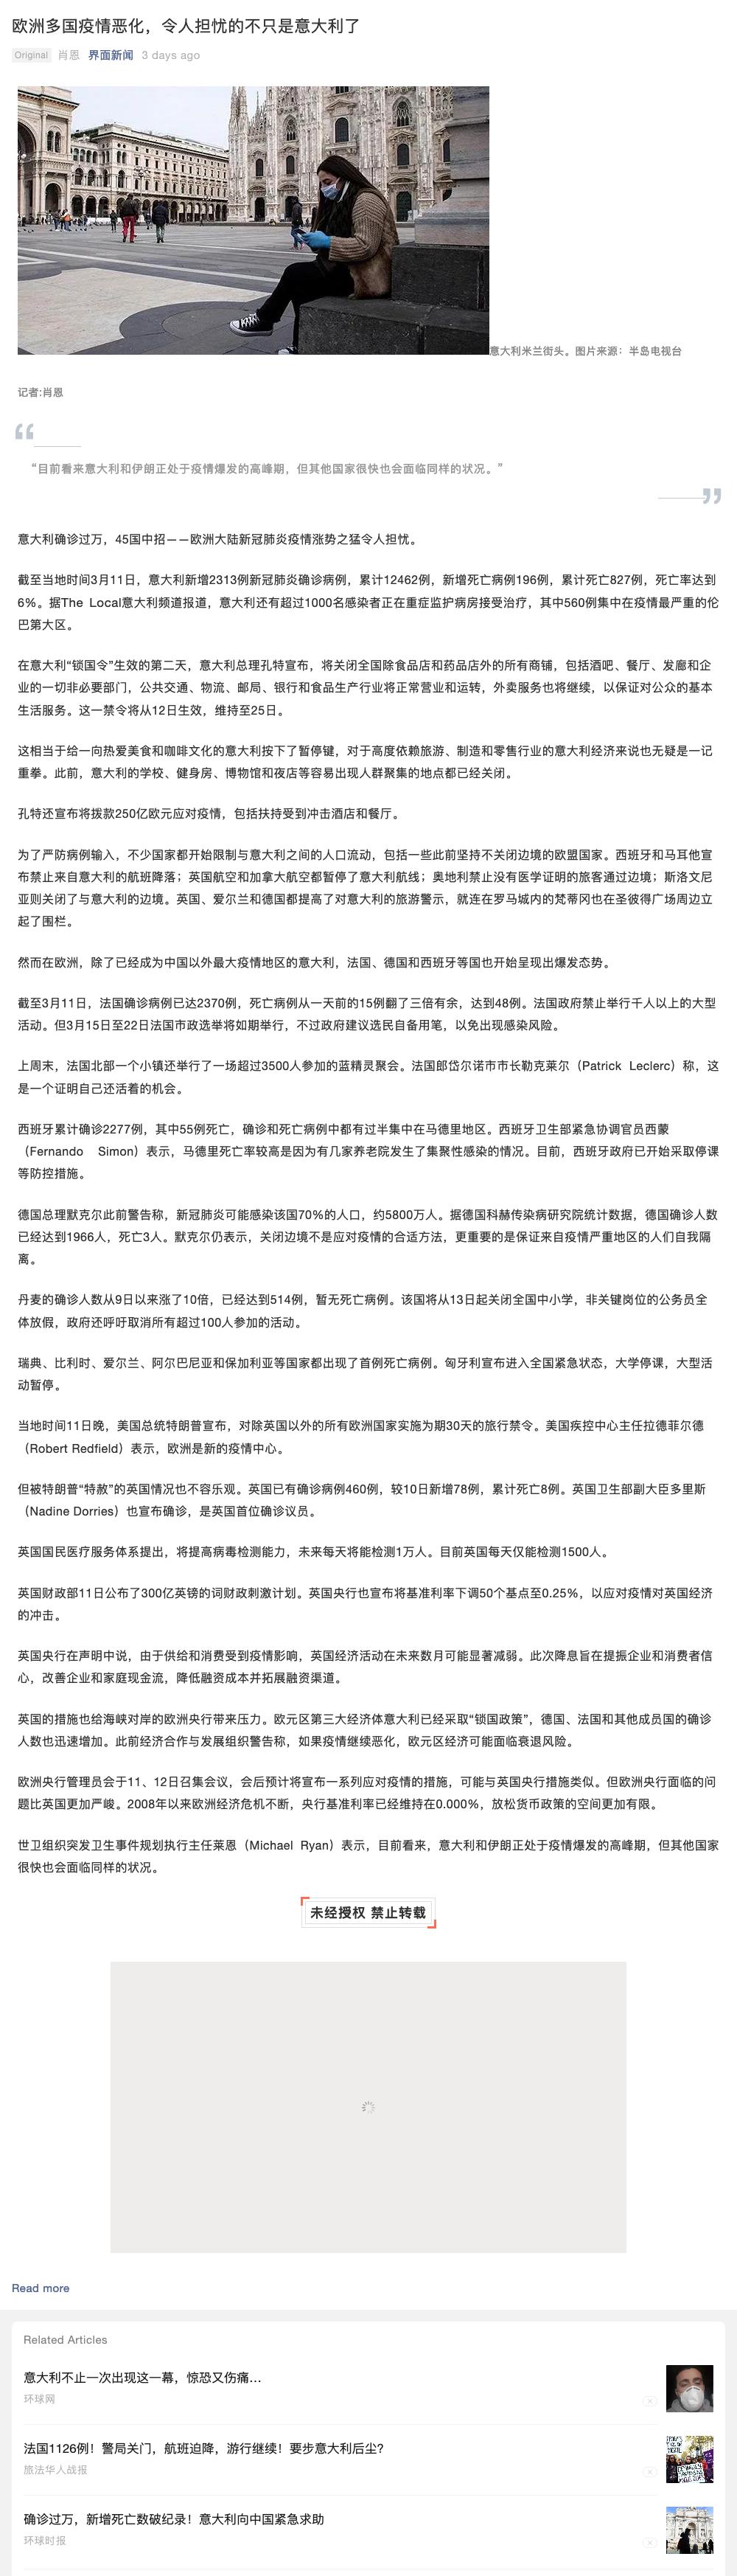 欧洲多国疫情恶化，令人担忧的不只是意大利了
Original 肖恩 界面新闻 3 days ago
意大利米兰街头。图片来源：半岛电视台
记者:肖恩
“目前看来意大利和伊朗正处于疫情爆发的高峰期，但其他国家很快也会面临同样的状况。”
意大利确诊过万，45国中招——欧洲大陆新冠肺炎疫情涨势之猛令人担忧。
截至当地时间3月11日，意大利新增2313例新冠肺炎确诊病例，累计12462例，新增死亡病例196例，累计死亡827例，死亡率达到
6%。据The Local意大利频道报道，意大利还有超过1000名感染者正在重症监护病房接受治疗，其中560例集中在疫情最严重的伦
巴第大区。
在意大利“锁国令”生效的第二天，意大利总理孔特宣布，将关闭全国除食品店和药品店外的所有商铺，包括酒吧、餐厅、发廊和企
业的一切非必要部门，公共交通、物流、邮局、银行和食品生产行业将正常营业和运转，外卖服务也将继续，以保证对公众的基本
生活服务。这一禁令将从12日生效，维持至25日。
这相当于给一向热爱美食和咖啡文化的意大利按下了暂停键，对于高度依赖旅游、制造和零售行业的意大利经济来说也无疑是一记
重拳。此前，意大利的学校、健身房、博物馆和夜店等容易出现人群聚集的地点都已经关闭。
孔特还宣布将拨款250亿欧元应对疫情，包括扶持受到冲击酒店和餐厅。
为了严防病例输入，不少国家都开始限制与意大利之间的人口流动，包括一些此前坚持不关闭边境的欧盟国家。西班牙和马耳他宣
布禁止来自意大利的航班降落；英国航空和加拿大航空都暂停了意大利航线；奥地利禁止没有医学证明的旅客通过边境；斯洛文尼
亚则关闭了与意大利的边境。英国、爱尔兰和德国都提高了对意大利的旅游警示，就连在罗马城内的梵蒂冈也在圣彼得广场周边立
起了围栏。
然而在欧洲，除了已经成为中国以外最大疫情地区的意大利，法国、德国和西班牙等国也开始呈现出爆发态势。
截至3月11日，法国确诊病例已达2370例，死亡病例从一天前的15例翻了三倍有余，达到48例。法国政府禁止举行千人以上的大型
活动。但3月15日至22日法国市政选举将如期举行，不过政府建议选民自备用笔，以免出现感染风险。
上周末，法国北部一个小镇还举行了一场超过3500人参加的蓝精灵聚会。法国郎岱尔诺市市长勒克莱尔（Patrick Leclerc）称，这
是一个证明自己还活着的机会。
西班牙累计确诊2277例，其中55例死亡，确诊和死亡病例中都有过半集中在马德里地区。西班牙卫生部紧急协调官员西蒙
（Fernando Simon）表示，马德里死亡率较高是因为有几家养老院发生了集聚性感染的情况。目前，西班牙政府已开始采取停课
等防控措施。
德国总理默克尔此前警告称，新冠肺炎可能感染该国70%的人口，约5800万人。据德国科赫传染病研究院统计数据，德国确诊人数
已经达到1966人，死亡3人。默克尔仍表示，关闭边境不是应对疫情的合适方法，更重要的是保证来自疫情严重地区的人们自我隔
离。
丹麦的确诊人数从9日以来涨了10倍，已经达到514例，暂无死亡病例。该国将从13日起关闭全国中小学，非关键岗位的公务员全
体放假，政府还呼吁取消所有超过100人参加的活动。
瑞典、比利时、爱尔兰、阿尔巴尼亚和保加利亚等国家都出现了首例死亡病例。匈牙利宣布进入全国紧急状态，大学停课，大型活
动暂停。
当地时间11日晚，美国总统特朗普宣布，对除英国以外的所有欧洲国家实施为期30天的旅行禁令。美国疾控中心主任拉德菲尔德
（Robert Redfield）表示，欧洲是新的疫情中心。
但被特朗普“特赦”的英国情况也不容乐观。英国已有确诊病例460例，较10日新增78例，累计死亡8例。英国卫生部副大臣多里斯
（Nadine Dorries）也宣布确诊，是英国首位确诊议员。
英国国民医疗服务体系提出，将提高病毒检测能力，未来每天将能检测1万人。目前英国每天仅能检测1500人。
英国财政部11日公布了300亿英镑的词财政刺激计划。英国央行也宣布将基准利率下调50个基点至0.25%，以应对疫情对英国经济
的冲击。
英国央行在声明中说，由于供给和消费受到疫情影响，英国经济活动在未来数月可能显著减弱。此次降息旨在提振企业和消费者信
心，改善企业和家庭现金流，降低融资成本并拓展融资渠道。
英国的措施也给海峡对岸的欧洲央行带来压力。欧元区第三大经济体意大利已经采取“锁国政策”，德国、法国和其他成员国的确诊
人数也迅速增加。此前经济合作与发展组织警告称，如果疫情继续恶化，欧元区经济可能面临衰退风险。
欧洲央行管理员会于11、12日召集会议，会后预计将宣布一系列应对疫情的措施，可能与英国央行措施类似。但欧洲央行面临的问
题比英国更加严峻。2008年以来欧洲经济危机不断，央行基准利率已经维持在0.000%，放松货币政策的空间更加有限。
世卫组织突发卫生事件规划执行主任莱恩（Michael Ryan）表示，目前看来，意大利和伊朗正处于疫情爆发的高峰期，但其他国家
很快也会面临同样的状况。
未经授权 禁止转载
Read more
Related Articles
意大利不止一次出现这一幕，惊恐又伤痛...
环球网
法国1126例！警局关门，航班迫降，游行继续！要步意大利后尘?
旅法华人战报
确诊过万，新增死亡数破纪录！意大利向中国紧急求助
环球时报